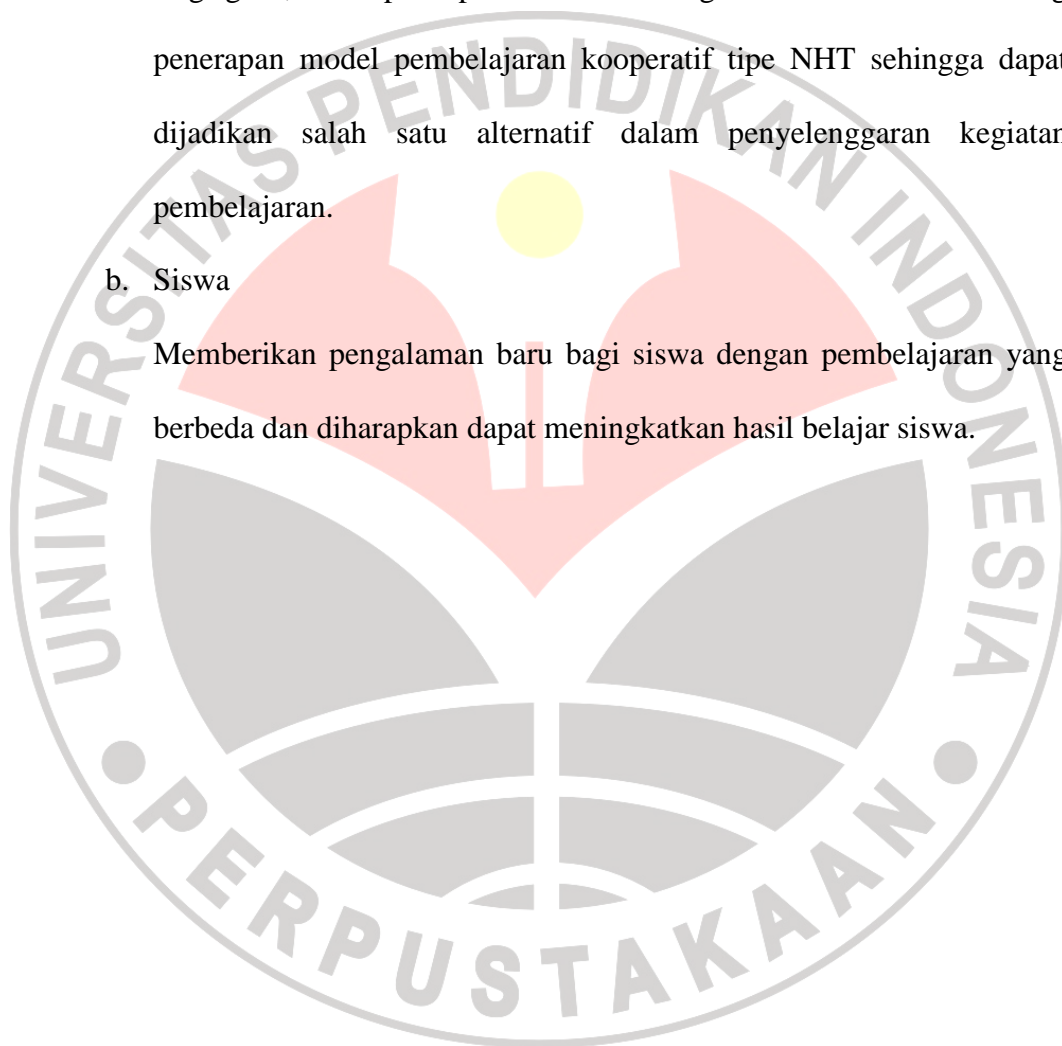 penerapan model pembelajaran kooperatif tipe NHT sehingga dapat
dijadikan salah satu alternatif dalam penyelenggaran kegiatan
pembelajaran.
b. Siswa
Memberikan pengalaman baru bagi siswa dengan pembelajaran yang
berbeda dan diharapkan dapat meningkatkan hasil belajar siswa.
UNIVERSITAS PENDIDIKAN INDONESIA
PERPUSTAKAAN